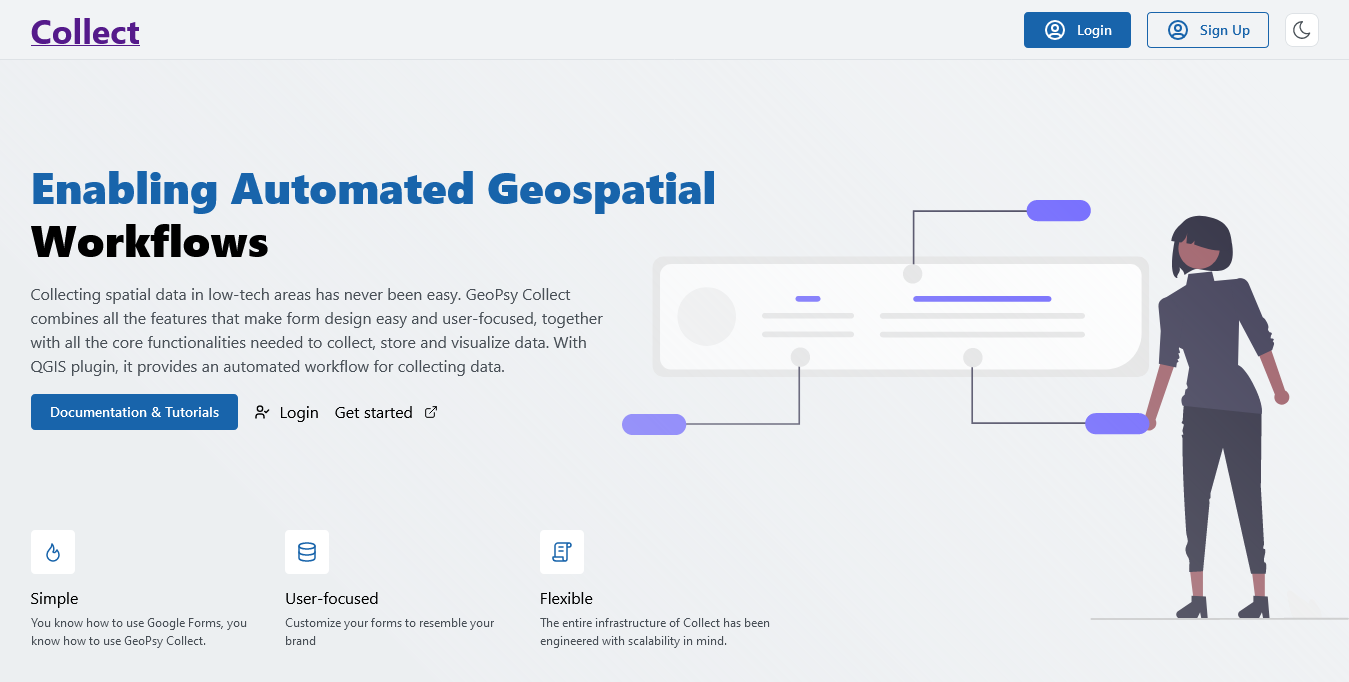 Collect
Login
Sign Up
Enabling Automated Geospatial
Workflows
Collecting spatial data in low-tech areas has never been easy. GeoPsy Collect
combines all the features that make form design easy and user-focused, together
with all the core functionalities needed to collect, store and visualize data. With
QGIS plugin, it provides an automated workflow for collecting data.
Documentation & Tutorials
Login
Get started
Simple
You know how to use Google Forms, you
know how to use GeoPsy Collect.
User-focused
Customize your forms to resemble your
brand
Flexible
The entire infrastructure of Collect has been
engineered with scalability in mind.